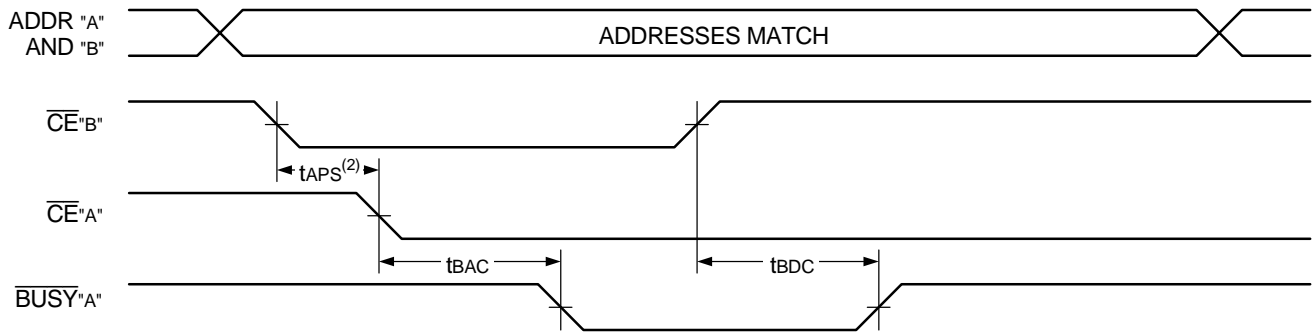 ADDR "A"
AND "B"
ADDRESSES MATCH
CE"B"
tAPS(2)
CE"A"
tBAC
tBDC
BUSY"A"